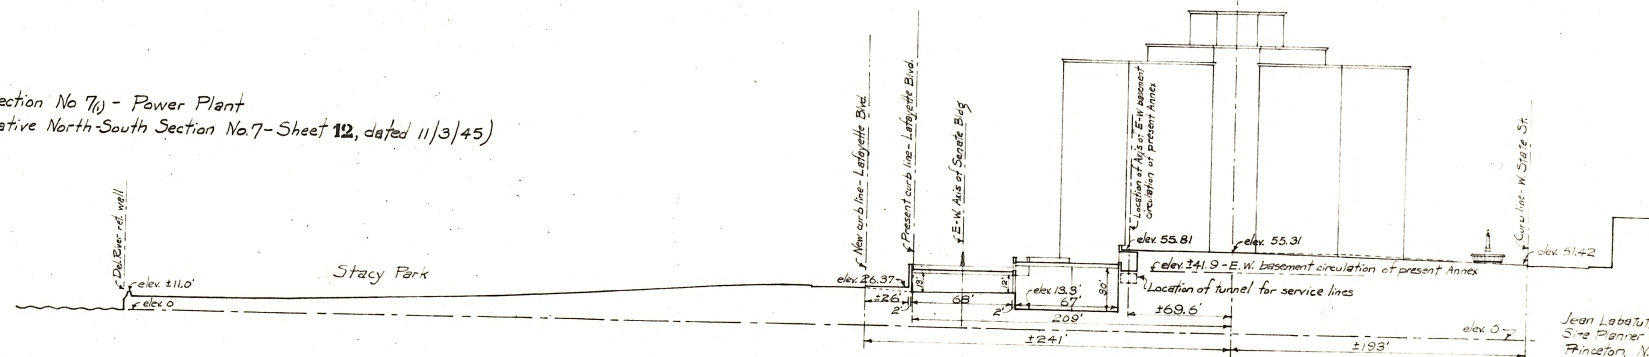 ection No 7(1) - Power Plant
ative North-South Section No. 7 - Sheet 12, dated 11/3/45)
Del. River ret. wall
elev. ±11.0'
elev. 0
Stacy Park
New curb line - Lafayette Blvd.
Present curb line - Lafayette Blvd.
E-W. Axis of Senate Bldg
Location of Axis of E-W basement
circulation of present Annex
Curb line - W. State St.
elev. 55.81
elev. 55.31
elev. 51.42
elev. ±41.9 - E.W. basement circulation of present Annex
Location of tunnel for service lines
elev. 26.37
13'
12'
elev. 13.3'
30'
±26'
68'
67'
2'
2'
209'
±69.6'
±241'
±193'
elev. 0
Jean Labatut,
Site Planner
Princeton, N.